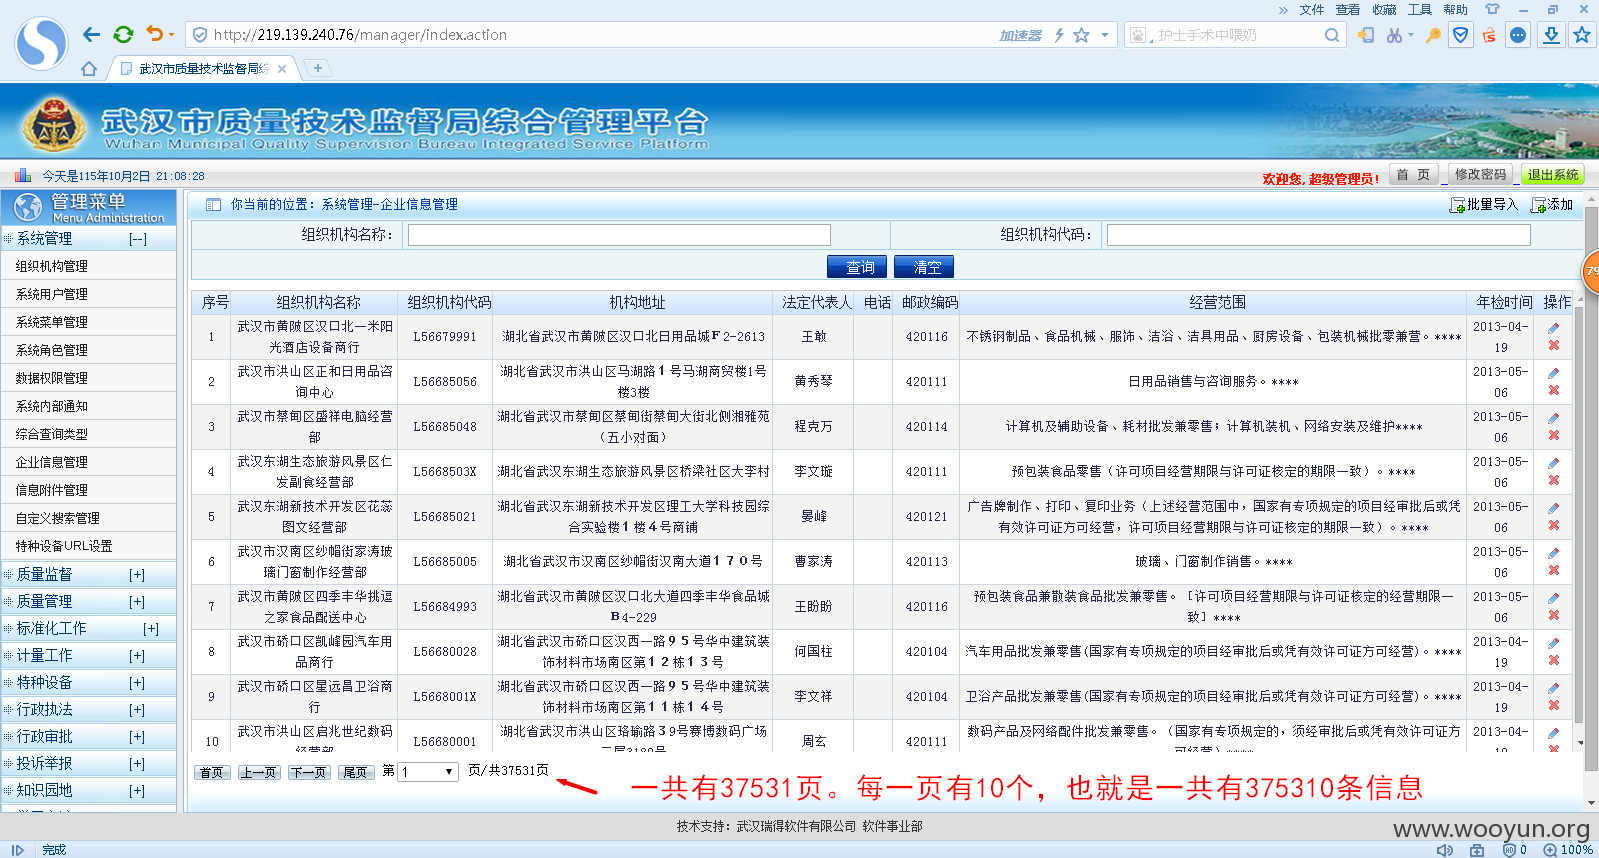 » 文件 查看 收藏 工具 帮助
http://219.139.240.76/manager/index.action 加速器 护士手术中喂奶
武汉市质量技术监督局综
武汉市质量技术监督局综合管理平台
Wuhan Municipal Quality Supervision Bureau Integrated Service Platform
今天是115年10月2日 21:08:28 欢迎您,超级管理员! 首 页 修改密码 退出系统
管理菜单
Menu Administration
系统管理 [--]
组织机构管理
系统用户管理
系统菜单管理
系统角色管理
数据权限管理
系统内部通知
综合查询类型
企业信息管理
信息附件管理
自定义搜索管理
特种设备URL设置
质量监督 [+]
质量管理 [+]
标准化工作 [+]
计量工作 [+]
特种设备 [+]
行政执法 [+]
行政审批 [+]
投诉举报 [+]
知识园地 [+]
你当前的位置：系统管理-企业信息管理 批量导入 添加
组织机构名称： 组织机构代码：
查询 清空
序号 组织机构名称 组织机构代码 机构地址 法定代表人 电话 邮政编码 经营范围 年检时间 操作
1 武汉市黄陂区汉口北一米阳光酒店设备商行 L56679991 湖北省武汉市黄陂区汉口北日用品城F2-2613 王敢 420116 不锈钢制品、食品机械、服饰、洁浴、洁具用品、厨房设备、包装机械批零兼营。**** 2013-04-19
2 武汉市洪山区正和日用品咨询中心 L56685056 湖北省武汉市洪山区马湖路1号马湖商贸楼1号楼3楼 黄秀琴 420111 日用品销售与咨询服务。**** 2013-05-06
3 武汉市蔡甸区盛祥电脑经营部 L56685048 湖北省武汉市蔡甸区蔡甸街蔡甸大街北侧湘雅苑（五小对面） 程克万 420114 计算机及辅助设备、耗材批发兼零售；计算机装机、网络安装及维护**** 2013-05-06
4 武汉东湖生态旅游风景区仁发副食经营部 L5668503X 湖北省武汉东湖生态旅游风景区桥梁社区大李村 李文璇 420111 预包装食品零售（许可项目经营期限与许可证核定的期限一致）。**** 2013-05-06
5 武汉东湖新技术开发区花蕊图文经营部 L56685021 湖北省武汉东湖新技术开发区理工大学科技园综合实验楼1楼4号商铺 晏峰 420121 广告牌制作、打印、复印业务（上述经营范围中，国家有专项规定的项目经审批后或凭有效许可证方可经营，许可项目经营期限与许可证核定的期限一致）。**** 2013-05-06
6 武汉市汉南区纱帽街家涛玻璃门窗制作经营部 L56685005 湖北省武汉市汉南区纱帽街汉南大道170号 曹家涛 420113 玻璃、门窗制作销售。**** 2013-05-06
7 武汉市黄陂区四季丰华挑逗之家食品配送中心 L56684993 湖北省武汉市黄陂区汉口北大道四季丰华食品城B4-229 王盼盼 420116 预包装食品兼散装食品批发兼零售。[许可项目经营期限与许可证核定的经营期限一致]**** 2013-05-06
8 武汉市硚口区凯峰园汽车用品商行 L56680028 湖北省武汉市硚口区汉西一路95号华中建筑装饰材料市场南区第12栋13号 何国柱 420104 汽车用品批发兼零售(国家有专项规定的项目经审批后或凭有效许可证方可经营)。**** 2013-04-19
9 武汉市硚口区星远昌卫浴商行 L5668001X 湖北省武汉市硚口区汉西一路95号华中建筑装饰材料市场南区第11栋14号 李文祥 420104 卫浴产品批发兼零售(国家有专项规定的项目经审批后或凭有效许可证方可经营)。**** 2013-04-19
10 武汉市洪山区启兆世纪数码经营部 L56680001 湖北省武汉市洪山区珞瑜路39号赛博数码广场 周玄 420111 数码产品及网络配件批发兼零售。（国家有专项规定的，须经审批后或凭有效许可证方可经营）**** 2013-04-19
首页 上一页 下一页 尾页 第 1 页/共37531页
一共有37531页。每一页有10个，也就是一共有375310条信息
技术支持：武汉瑞得软件有限公司 软件事业部
www.wooyun.org
完成 0 100%
79